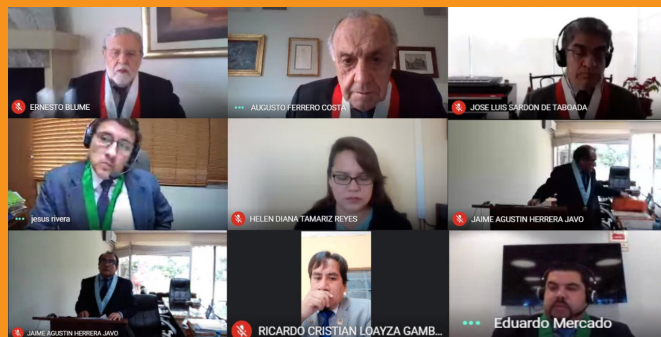 ERNESTO BLUME
AUGUSTO FERRERO COSTA
JOSE LUIS SARDON DE TABOADA
jesus rivera
HELEN DIANA TAMARIZ REYES
JAIME AGUSTIN HERRERA JAVO
JAIME AGUSTIN HERRERA JAVO
RICARDO CRISTIAN LOAYZA GAMB...
Eduardo Mercado